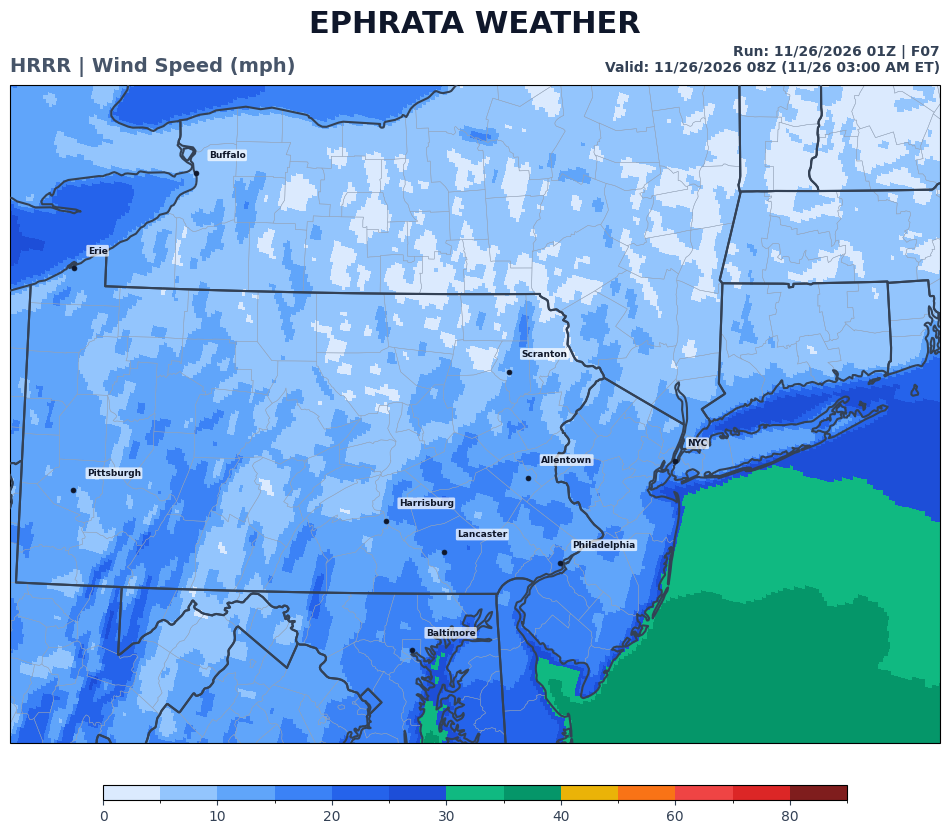 EPHRATA WEATHER
HRRR | Wind Speed (mph)
Run: 11/26/2026 01Z | F07
Valid: 11/26/2026 08Z (11/26 03:00 AM ET)
Buffalo
Erie
Scranton
NYC
Allentown
Pittsburgh
Harrisburg
Lancaster
Philadelphia
Baltimore
0 10 20 30 40 60 80